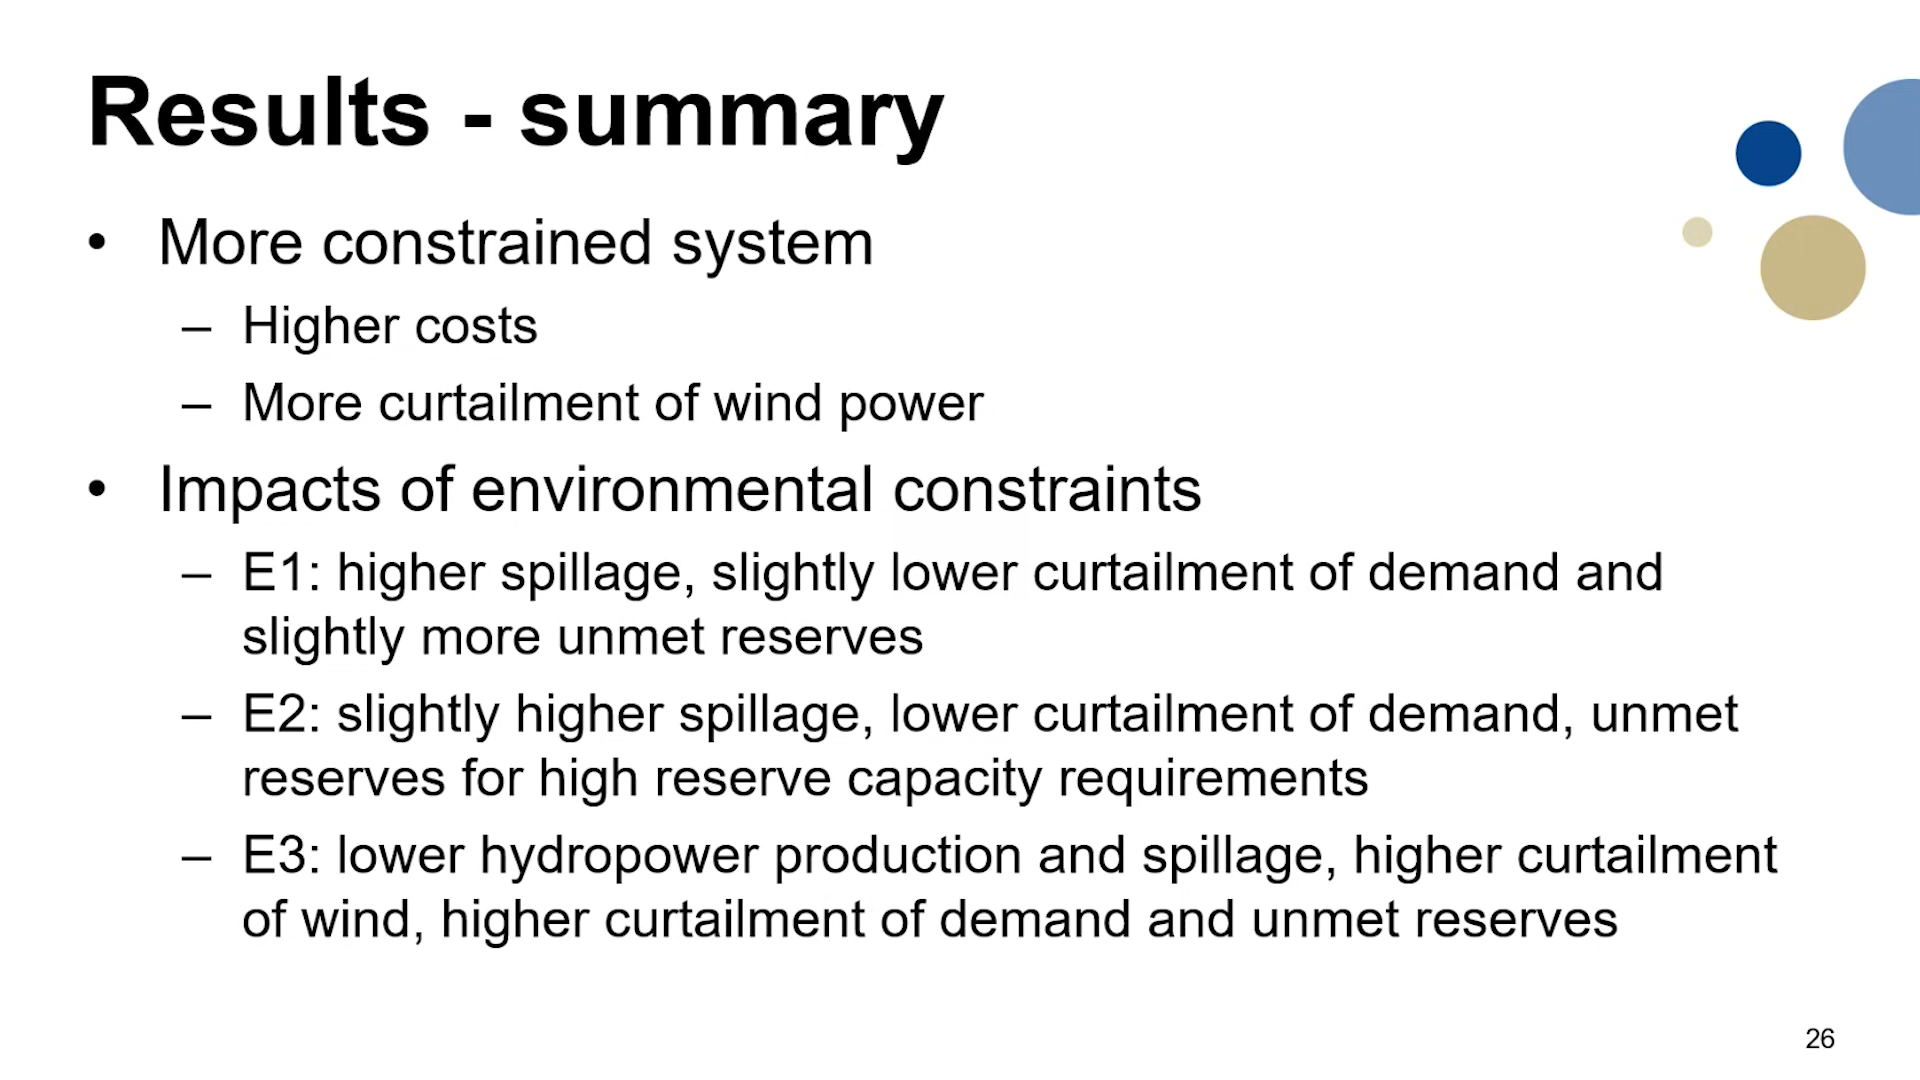 Results - summary
• More constrained system
– Higher costs
– More curtailment of wind power
• Impacts of environmental constraints
– E1: higher spillage, slightly lower curtailment of demand and
slightly more unmet reserves
– E2: slightly higher spillage, lower curtailment of demand, unmet
reserves for high reserve capacity requirements
– E3: lower hydropower production and spillage, higher curtailment
of wind, higher curtailment of demand and unmet reserves
26